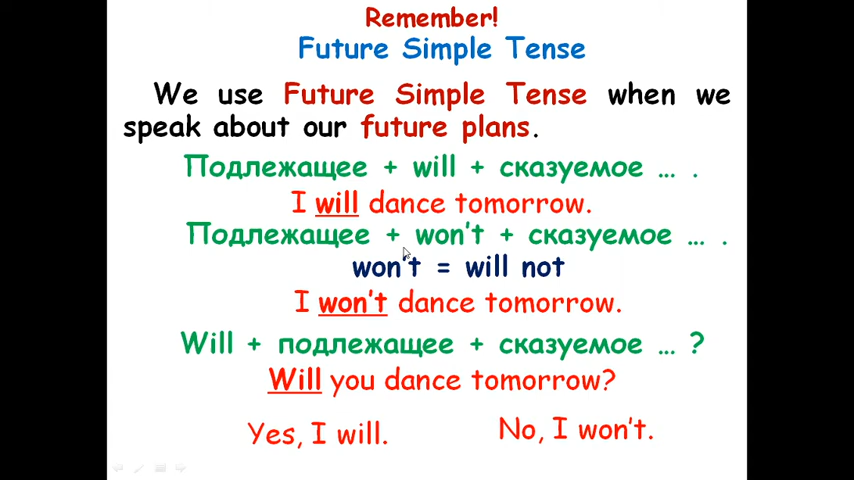 Remember!
Future Simple Tense
We use Future Simple Tense when we
speak about our future plans.
Подлежащее + will + сказуемое ... .
I will dance tomorrow.
Подлежащее + won't + сказуемое ... .
won't = will not
I won't dance tomorrow.
Will + подлежащее + сказуемое ... ?
Will you dance tomorrow?
Yes, I will.
No, I won't.